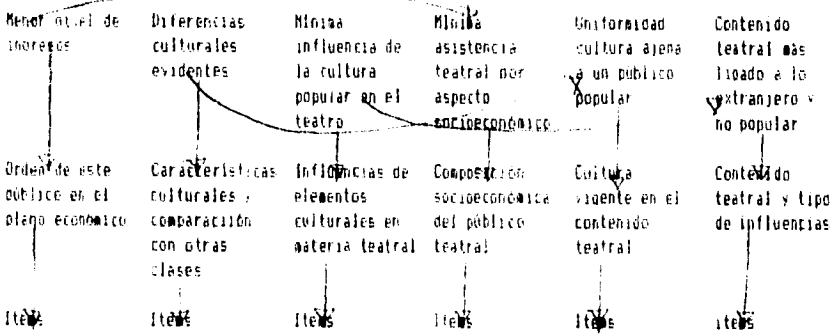 Menor nivel de
ingresos
Diferencias
culturales
evidentes
Mínima
influencia de
la cultura
popular en el
teatro
Mínima
asistencia
teatral por
aspecto
socioeconómico
Uniformidad
cultura ajena
a un público
popular
Contenido
teatral más
ligado a lo
extranjero y
no popular
Orden de este
público en el
plano económico
Características
culturales y
comparación
con otras
clases
Influencias de
elementos
culturales en
materia teatral
Composición
socioeconómica
del público
teatral
Cultura
vigente en el
contenido
teatral
Contenido
teatral y tipo
de influencias
Items
Items
Items
Items
Items
items